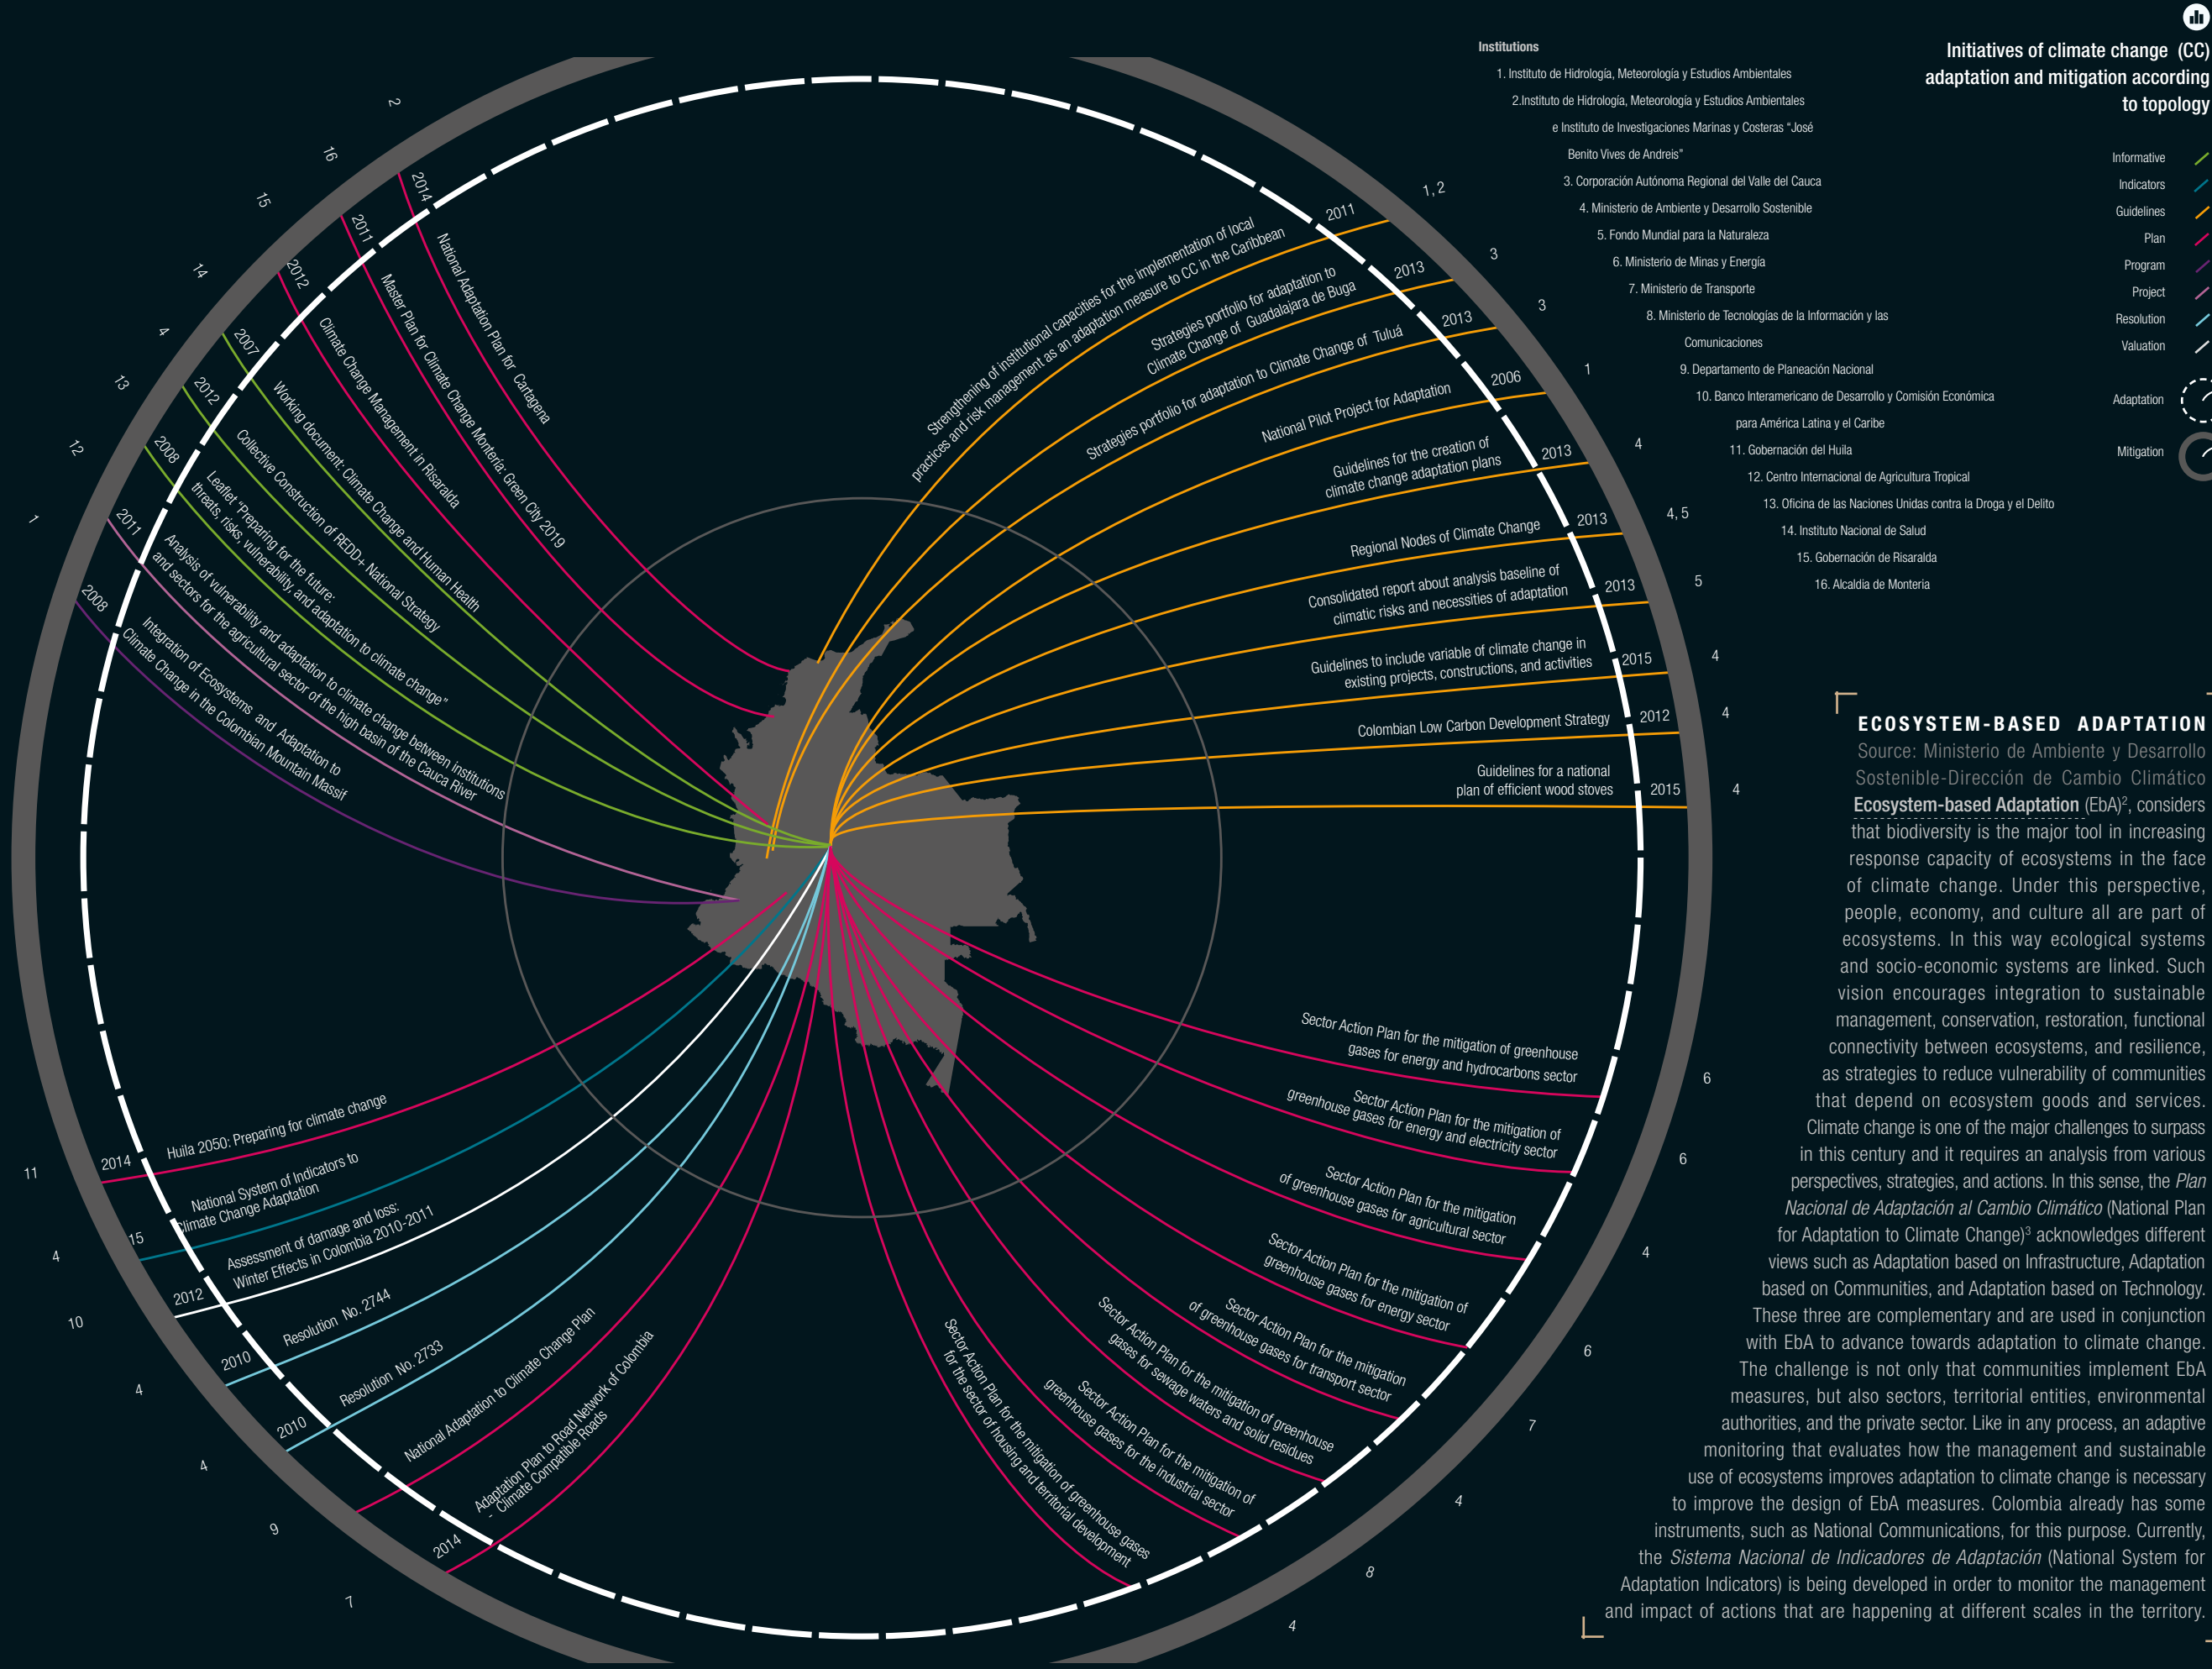 Initiatives of climate change (CC)
adaptation and mitigation according
to topology
Informative
Indicators
Guidelines
Plan
Program
Project
Resolution
Valuation
Adaptation
Mitigation
Institutions
1. Instituto de Hidrología, Meteorología y Estudios Ambientales
2.Instituto de Hidrología, Meteorología y Estudios Ambientales
e Instituto de Investigaciones Marinas y Costeras “José
Benito Vives de Andreis”
3. Corporación Autónoma Regional del Valle del Cauca
4. Ministerio de Ambiente y Desarrollo Sostenible
5. Fondo Mundial para la Naturaleza
6. Ministerio de Minas y Energía
7. Ministerio de Transporte
8. Ministerio de Tecnologías de la Información y las
Comunicaciones
9. Departamento de Planeación Nacional
10. Banco Interamericano de Desarrollo y Comisión Económica
para América Latina y el Caribe
11. Gobernación del Huila
12. Centro Internacional de Agricultura Tropical
13. Oficina de las Naciones Unidas contra la Droga y el Delito
14. Instituto Nacional de Salud
15. Gobernación de Risaralda
16. Alcaldia de Monteria
2
2014
National Adaptation Plan for Cartagena
16
2011
Master Plan for Climate Change Montería: Green City 2019
15
2012
Climate Change Management in Risaralda
14
2007
Working document: Climate Change and Human Health
4
13
2012
Collective Construction of REDD+ National Strategy
12
2008
Leaflet “Preparing for the future:
threats, risks, vulnerability, and adaptation to climate change”
1
2011
Analysis of vulnerability and adaptation to climate change between institutions
and sectors for the agricultural sector of the high basin of the Cauca River
2008
Integration of Ecosystems and Adaptation to
Climate Change in the Colombian Mountain Massif
1, 2
2011
Strengthening of institutional capacities for the implementation of local
practices and risk management as an adaptation measure to CC in the Caribbean
3
2013
Strategies portfolio for adaptation to
Climate Change of Guadalajara de Buga
3
2013
Strategies portfolio for adaptation to Climate Change of Tuluá
1
2006
National Pilot Project for Adaptation
4
2013
Guidelines for the creation of
climate change adaptation plans
4, 5
2013
Regional Nodes of Climate Change
5
2013
Consolidated report about analysis baseline of
climatic risks and necessities of adaptation
4
2015
Guidelines to include variable of climate change in
existing projects, constructions, and activities
4
2012
Colombian Low Carbon Development Strategy
4
2015
Guidelines for a national
plan of efficient wood stoves
6
Sector Action Plan for the mitigation of greenhouse
gases for energy and hydrocarbons sector
6
Sector Action Plan for the mitigation of
greenhouse gases for energy and electricity sector
4
Sector Action Plan for the mitigation
of greenhouse gases for agricultural sector
6
Sector Action Plan for the mitigation of
greenhouse gases for energy sector
7
Sector Action Plan for the mitigation
of greenhouse gases for transport sector
4
Sector Action Plan for the mitigation of greenhouse
gases for sewage waters and solid residues
8
Sector Action Plan for the mitigation of
greenhouse gases for the industrial sector
4
Sector Action Plan for the mitigation of greenhouse gases
for the sector of housing and territorial development
11
2014
Huila 2050: Preparing for climate change
4
15
National System of Indicators to
Climate Change Adaptation
10
2012
Assessment of damage and loss:
Winter Effects in Colombia 2010-2011
4
2010
Resolution No. 2744
4
2010
Resolution No. 2733
9
National Adaptation to Climate Change Plan
7
2014
Adaptation Plan to Road Network of Colombia
- Climate Compatible Roads
ECOSYSTEM-BASED ADAPTATION
Source: Ministerio de Ambiente y Desarrollo
Sostenible-Dirección de Cambio Climático
Ecosystem-based Adaptation (EbA)², considers
that biodiversity is the major tool in increasing
response capacity of ecosystems in the face
of climate change. Under this perspective,
people, economy, and culture all are part of
ecosystems. In this way ecological systems
and socio-economic systems are linked. Such
vision encourages integration to sustainable
management, conservation, restoration, functional
connectivity between ecosystems, and resilience,
as strategies to reduce vulnerability of communities
that depend on ecosystem goods and services.
Climate change is one of the major challenges to surpass
in this century and it requires an analysis from various
perspectives, strategies, and actions. In this sense, the Plan
Nacional de Adaptación al Cambio Climático (National Plan
for Adaptation to Climate Change)³ acknowledges different
views such as Adaptation based on Infrastructure, Adaptation
based on Communities, and Adaptation based on Technology.
These three are complementary and are used in conjunction
with EbA to advance towards adaptation to climate change.
The challenge is not only that communities implement EbA
measures, but also sectors, territorial entities, environmental
authorities, and the private sector. Like in any process, an adaptive
monitoring that evaluates how the management and sustainable
use of ecosystems improves adaptation to climate change is necessary
to improve the design of EbA measures. Colombia already has some
instruments, such as National Communications, for this purpose. Currently,
the Sistema Nacional de Indicadores de Adaptación (National System for
Adaptation Indicators) is being developed in order to monitor the management
and impact of actions that are happening at different scales in the territory.